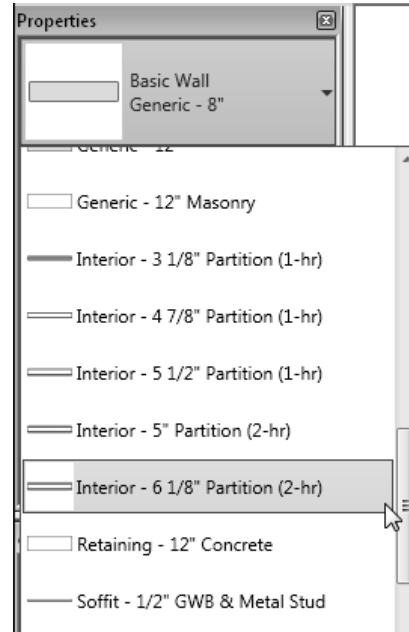 Properties
Basic Wall
Generic - 8"
Generic - 12"
Generic - 12" Masonry
Interior - 3 1/8" Partition (1-hr)
Interior - 4 7/8" Partition (1-hr)
Interior - 5 1/2" Partition (1-hr)
Interior - 5" Partition (2-hr)
Interior - 6 1/8" Partition (2-hr)
Retaining - 12" Concrete
Soffit - 1/2" GWB & Metal Stud